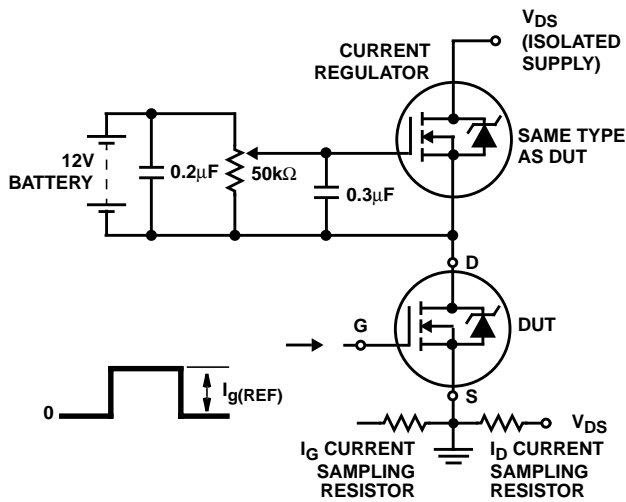 V_DS
(ISOLATED
SUPPLY)
CURRENT
REGULATOR
SAME TYPE
AS DUT
12V
BATTERY
0.2μF
50kΩ
0.3μF
D
DUT
G
0
I_g(REF)
S
V_DS
I_G CURRENT
SAMPLING
RESISTOR
I_D CURRENT
SAMPLING
RESISTOR